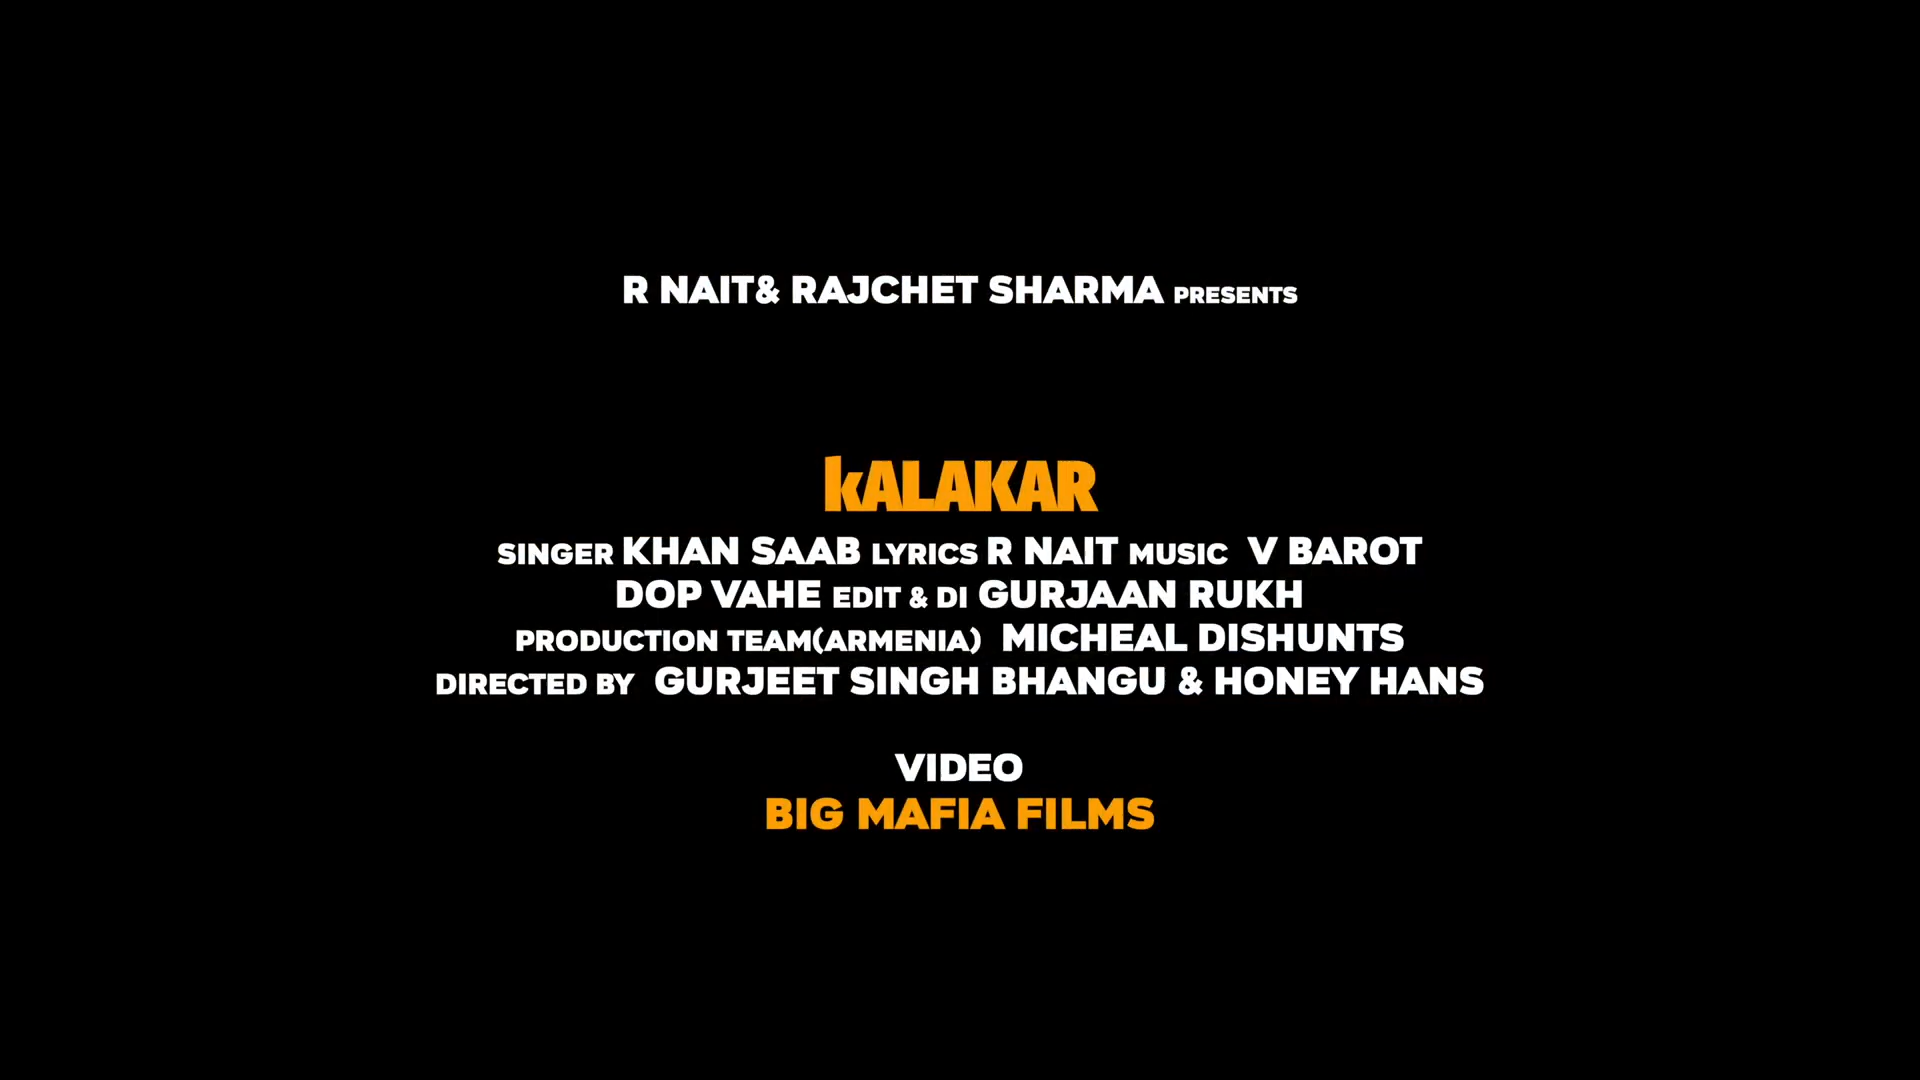 R NAIT& RAJCHET SHARMA PRESENTS
kALAKAR
SINGER KHAN SAAB LYRICS R NAIT MUSIC V BAROT
DOP VAHE EDIT & DI GURJAAN RUKH
PRODUCTION TEAM(ARMENIA) MICHEAL DISHUNTS
DIRECTED BY GURJEET SINGH BHANGU & HONEY HANS
VIDEO
BIG MAFIA FILMS